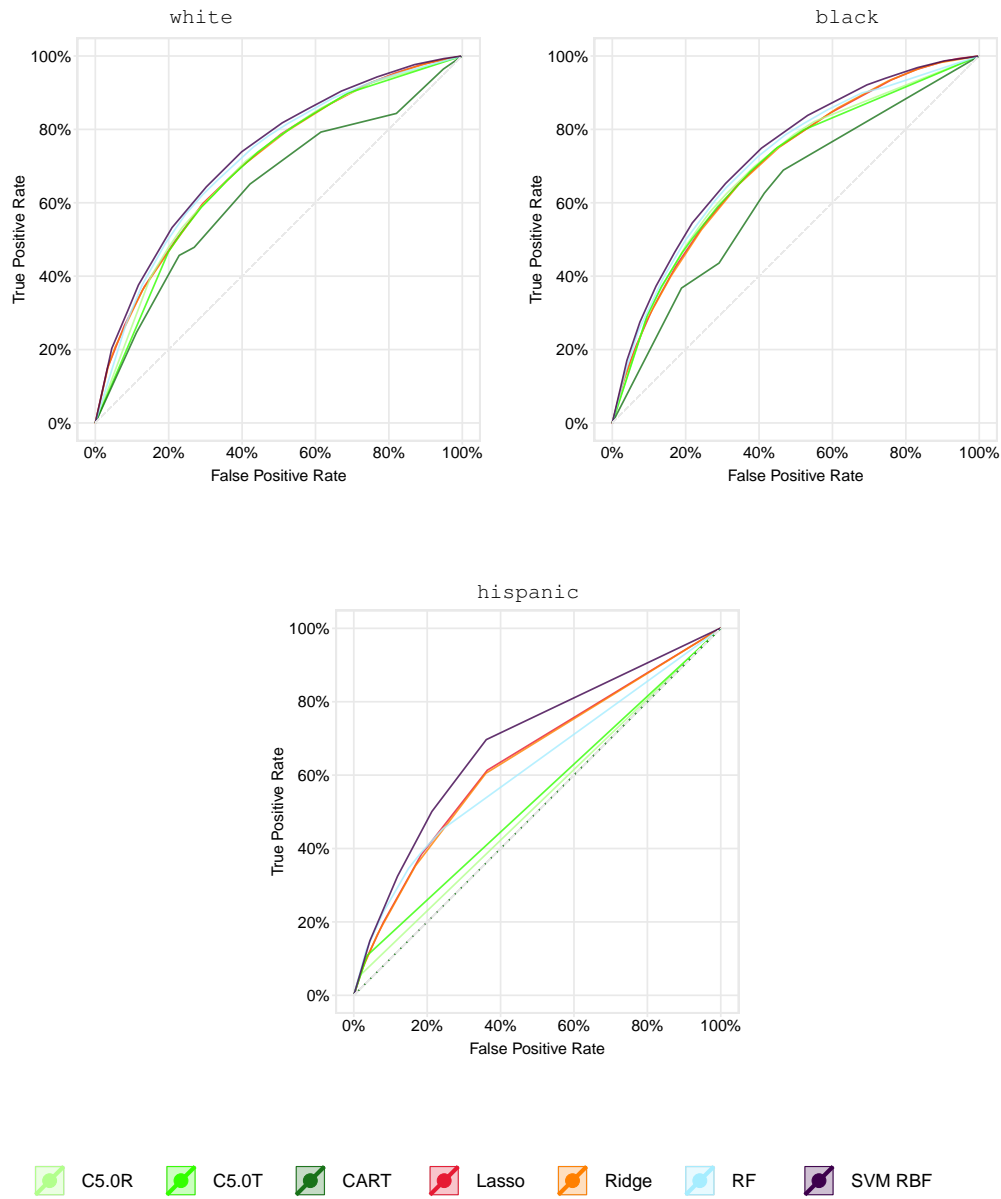 white
100%
80%
60%
40%
20%
0%
True Positive Rate
0% 20% 40% 60% 80% 100%
False Positive Rate
black
100%
80%
60%
40%
20%
0%
True Positive Rate
0% 20% 40% 60% 80% 100%
False Positive Rate
hispanic
100%
80%
60%
40%
20%
0%
True Positive Rate
0% 20% 40% 60% 80% 100%
False Positive Rate
C5.0R C5.0T CART Lasso Ridge RF SVM RBF